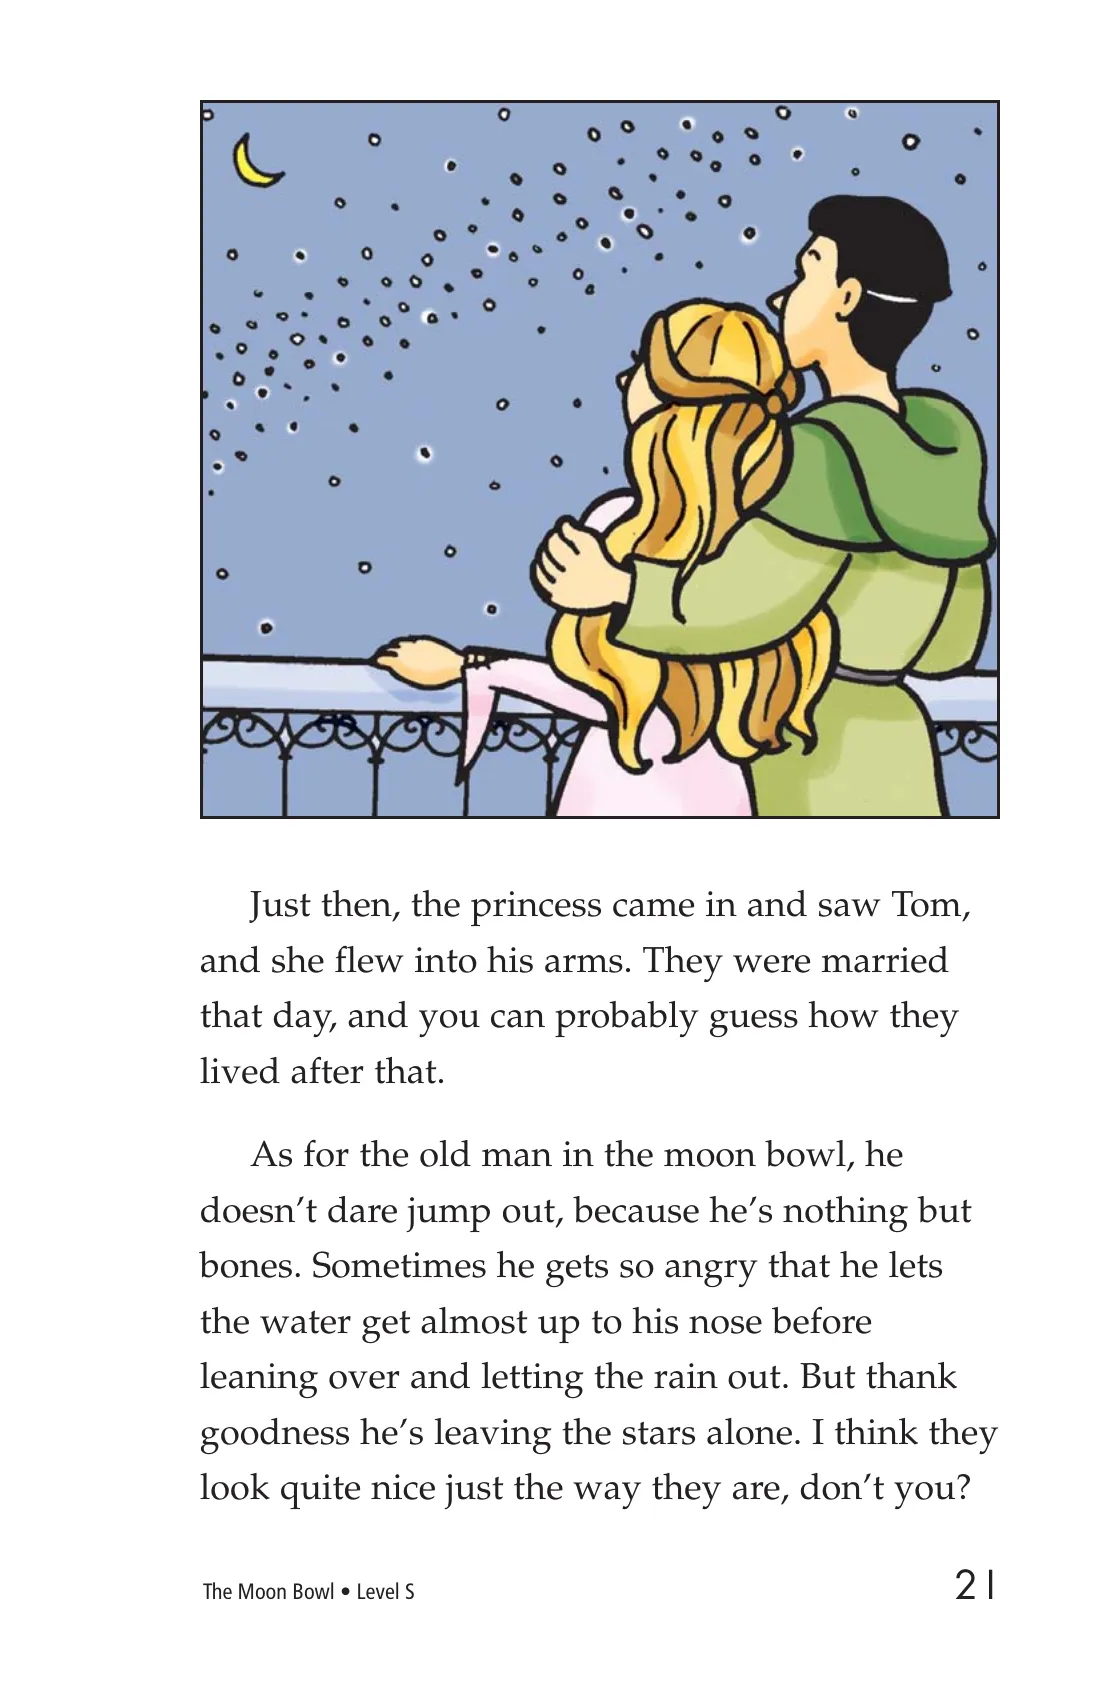 Just then, the princess came in and saw Tom,
and she flew into his arms. They were married
that day, and you can probably guess how they
lived after that.
As for the old man in the moon bowl, he
doesn’t dare jump out, because he’s nothing but
bones. Sometimes he gets so angry that he lets
the water get almost up to his nose before
leaning over and letting the rain out. But thank
goodness he’s leaving the stars alone. I think they
look quite nice just the way they are, don’t you?
The Moon Bowl • Level S
21